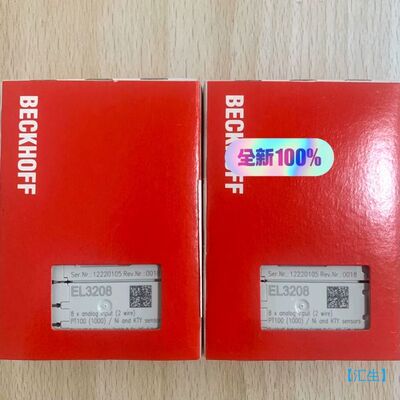 BECKHOFF
Ser.Nr.: 12220105 Rev.Nr.: 0018
EL3208
8 x analog input (2 wire)
PT100 (1000) / Ni and KTY sensors
BECKHOFF
全新100%
Ser.Nr.: 12220105 Rev.Nr.: 0018
EL3208
8 x analog input (2 wire)
PT100 (1000) / Ni and KTY sensors
【汇生】